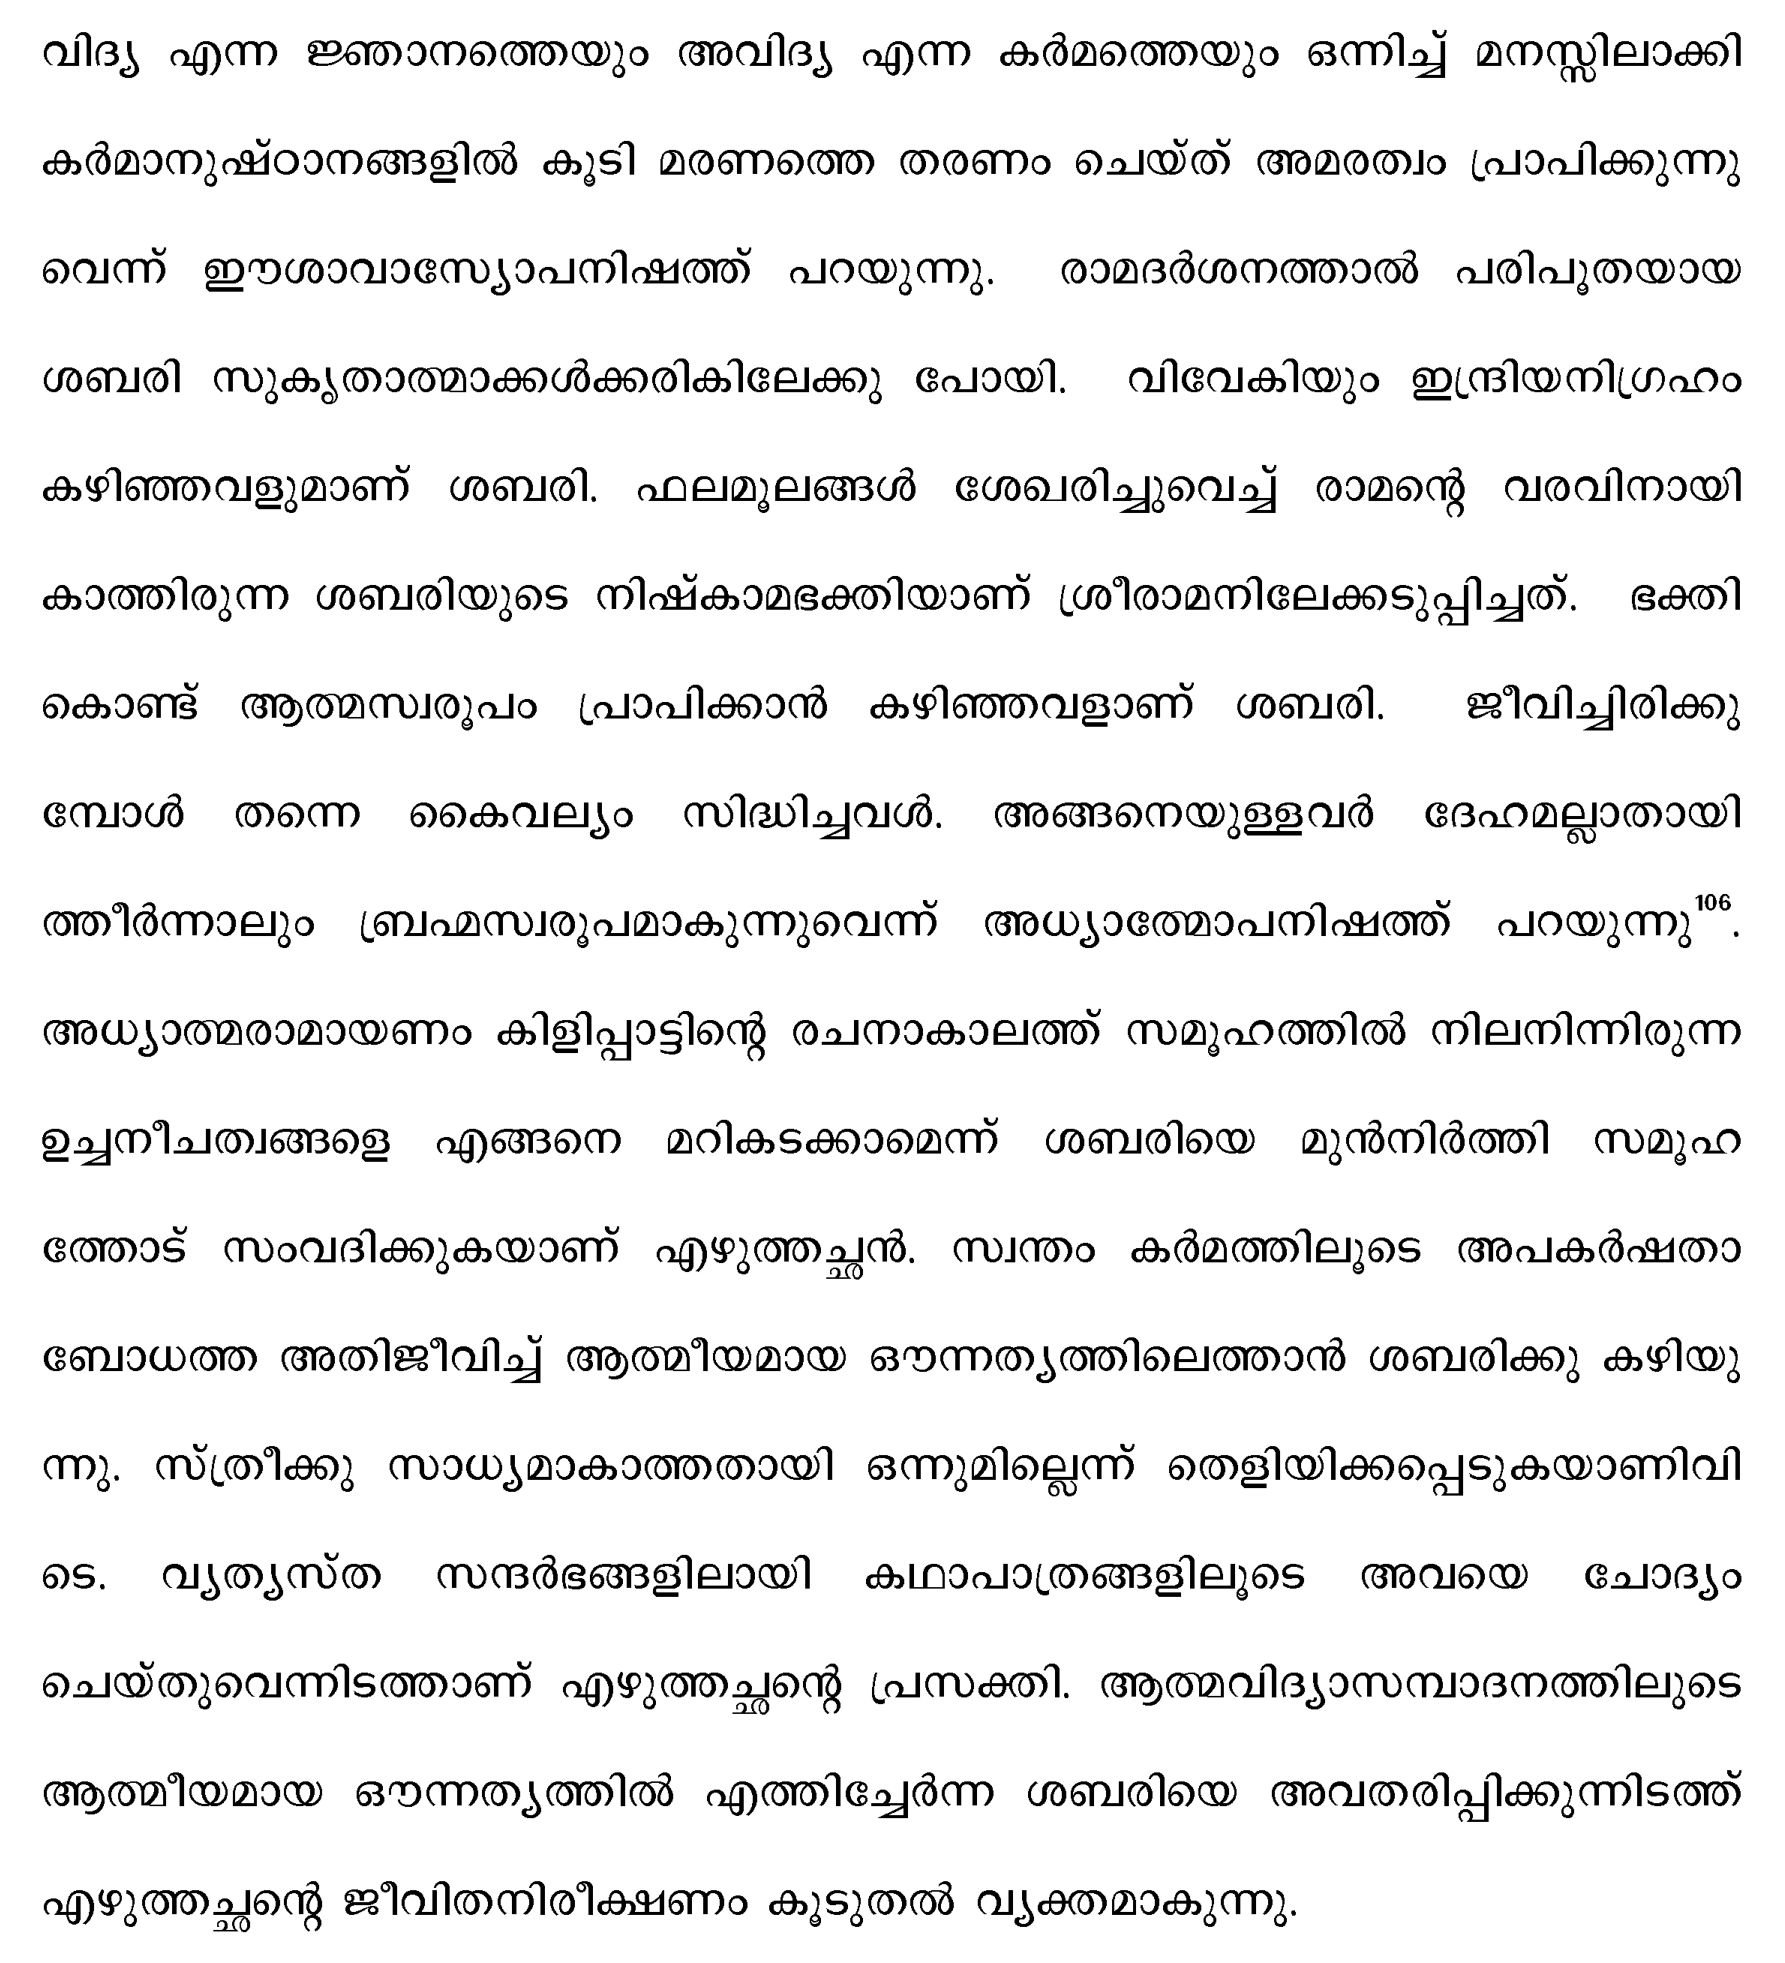 വിദ്യ എന്ന ജ്ഞാനത്തെയും അവിദ്യ എന്ന കർമത്തെയും ഒന്നിച്ച് മനസ്സിലാക്കി
കർമാനുഷ്ഠാനങ്ങളിൽ കൂടി മരണത്തെ തരണം ചെയ്ത് അമരത്വം പ്രാപിക്കുന്നു
വെന്ന് ഈശാവാസ്യോപനിഷത്ത് പറയുന്നു. രാമദർശനത്താൽ പരിപൂതയായ
ശബരി സുകൃതാത്മാക്കൾക്കരികിലേക്കു പോയി. വിവേകിയും ഇന്ദ്രിയനിഗ്രഹം
കഴിഞ്ഞവളുമാണ് ശബരി. ഫലമൂലങ്ങൾ ശേഖരിച്ചുവെച്ച് രാമന്റെ വരവിനായി
കാത്തിരുന്ന ശബരിയുടെ നിഷ്കാമഭക്തിയാണ് ശ്രീരാമനിലേക്കടുപ്പിച്ചത്. ഭക്തി
കൊണ്ട് ആത്മസ്വരൂപം പ്രാപിക്കാൻ കഴിഞ്ഞവളാണ് ശബരി. ജീവിച്ചിരിക്കു
മ്പോൾ തന്നെ കൈവല്യം സിദ്ധിച്ചവൾ. അങ്ങനെയുള്ളവർ ദേഹമല്ലാതായി
ത്തീർന്നാലും ബ്രഹ്മസ്വരൂപമാകുന്നുവെന്ന് അധ്യാത്മോപനിഷത്ത് പറയുന്നു106.
അധ്യാത്മരാമായണം കിളിപ്പാട്ടിന്റെ രചനാകാലത്ത് സമൂഹത്തിൽ നിലനിന്നിരുന്ന
ഉച്ചനീചത്വങ്ങളെ എങ്ങനെ മറികടക്കാമെന്ന് ശബരിയെ മുൻനിർത്തി സമൂഹ
ത്തോട് സംവദിക്കുകയാണ് എഴുത്തച്ഛൻ. സ്വന്തം കർമത്തിലൂടെ അപകർഷതാ
ബോധത്ത അതിജീവിച്ച് ആത്മീയമായ ഔന്നത്യത്തിലെത്താൻ ശബരിക്കു കഴിയു
ന്നു. സ്ത്രീക്കു സാധ്യമാകാത്തതായി ഒന്നുമില്ലെന്ന് തെളിയിക്കപ്പെടുകയാണിവി
ടെ. വ്യത്യസ്ത സന്ദർഭങ്ങളിലായി കഥാപാത്രങ്ങളിലൂടെ അവയെ ചോദ്യം
ചെയ്തുവെന്നിടത്താണ് എഴുത്തച്ഛന്റെ പ്രസക്തി. ആത്മവിദ്യാസമ്പാദനത്തിലുടെ
ആത്മീയമായ ഔന്നത്യത്തിൽ എത്തിച്ചേർന്ന ശബരിയെ അവതരിപ്പിക്കുന്നിടത്ത്
എഴുത്തച്ഛന്റെ ജീവിതനിരീക്ഷണം കൂടുതൽ വ്യക്തമാകുന്നു.